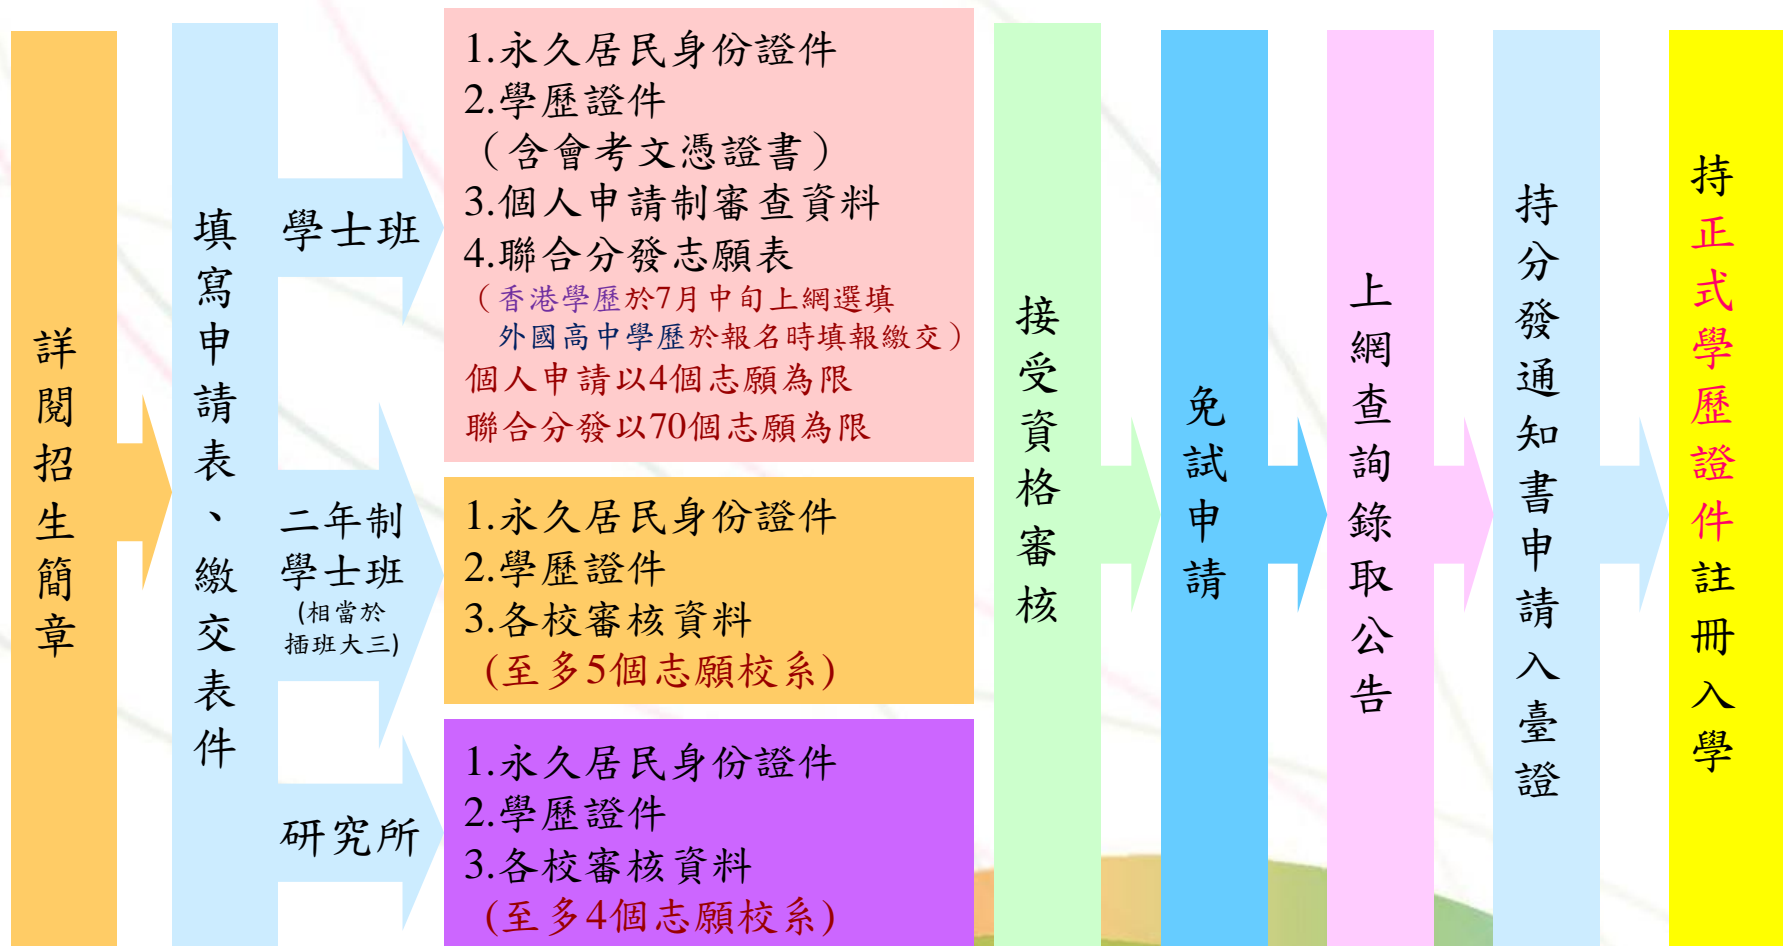 詳閱招生簡章
填寫申請表、繳交表件
學士班
1.永久居民身份證件
2.學歷證件
（含會考文憑證書）
3.個人申請制審查資料
4.聯合分發志願表
（香港學歷於7月中旬上網選填
外國高中學歷於報名時填報繳交）
個人申請以4個志願為限
聯合分發以70個志願為限
二年制
學士班
(相當於
插班大三)
1.永久居民身份證件
2.學歷證件
3.各校審核資料
(至多5個志願校系)
研究所
1.永久居民身份證件
2.學歷證件
3.各校審核資料
(至多4個志願校系)
接受資格審核
免試申請
上網查詢錄取公告
持分發通知書申請入臺證
持正式學歷證件註冊入學